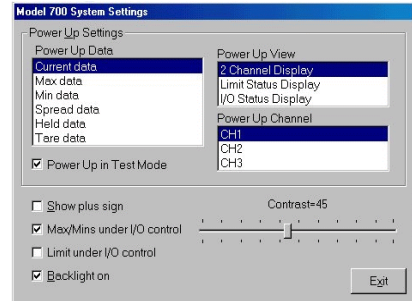 Model 700 System Settings
Power Up Settings
Power Up Data
Current data
Max data
Min data
Spread data
Held data
Tare data
Power Up in Test Mode
Power Up View
2 Channel Display
Limit Status Display
I/O Status Display
Power Up Channel
CH1
CH2
CH3
Show plus sign
Max/Mins under I/O control
Limit under I/O control
Backlight on
Contrast=45
Exit